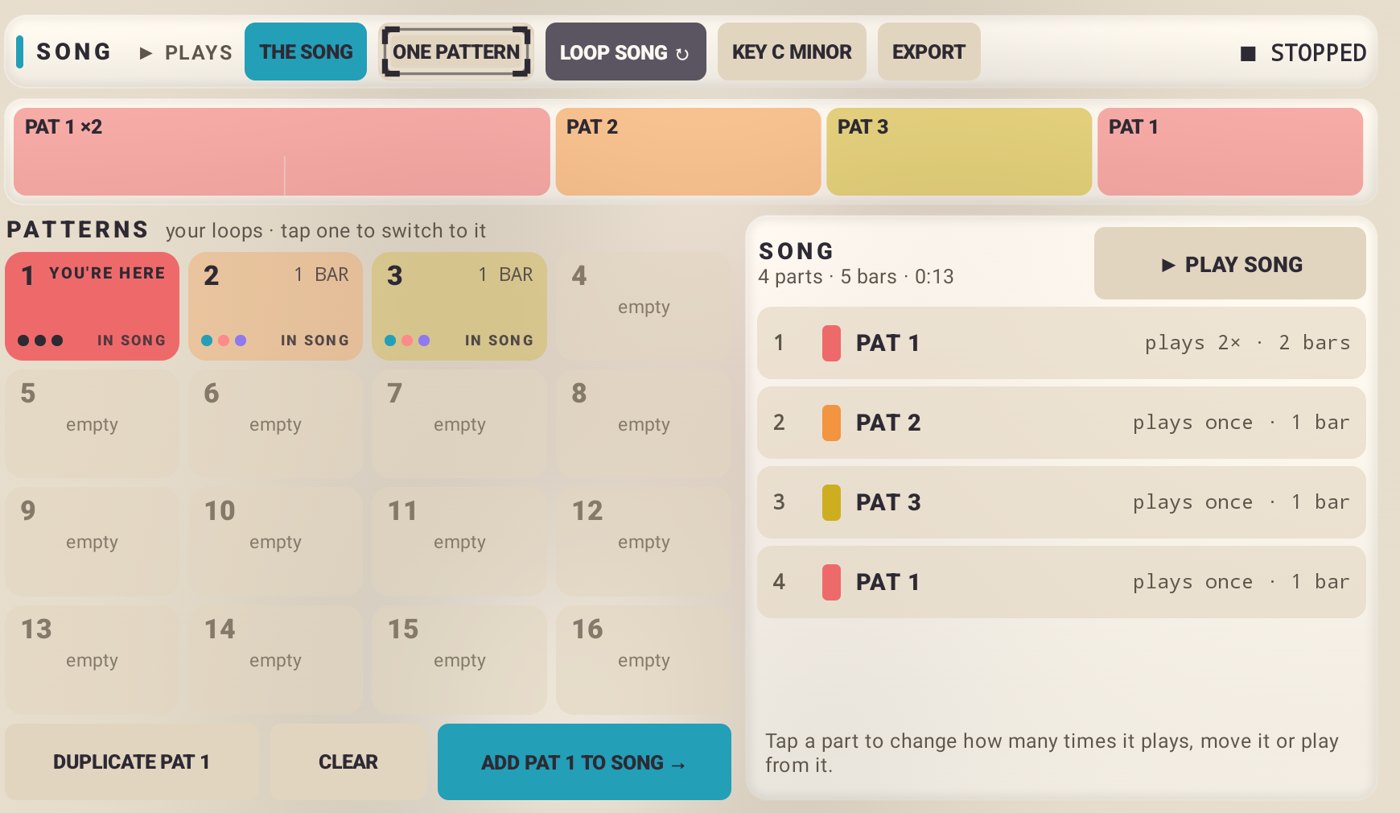 SONG ▶ PLAYS THE SONG ONE PATTERN LOOP SONG ↻ KEY C MINOR EXPORT ■ STOPPED
PAT 1 ×2 PAT 2 PAT 3 PAT 1
PATTERNS your loops · tap one to switch to it
1 YOU'RE HERE 2 1 BAR 3 1 BAR 4
empty
IN SONG IN SONG IN SONG
5 6 7 8
empty empty empty empty
9 10 11 12
empty empty empty empty
13 14 15 16
empty empty empty empty
DUPLICATE PAT 1 CLEAR ADD PAT 1 TO SONG →
SONG
4 parts · 5 bars · 0:13
▶ PLAY SONG
1 PAT 1 plays 2× · 2 bars
2 PAT 2 plays once · 1 bar
3 PAT 3 plays once · 1 bar
4 PAT 1 plays once · 1 bar
Tap a part to change how many times it plays, move it or play
from it.